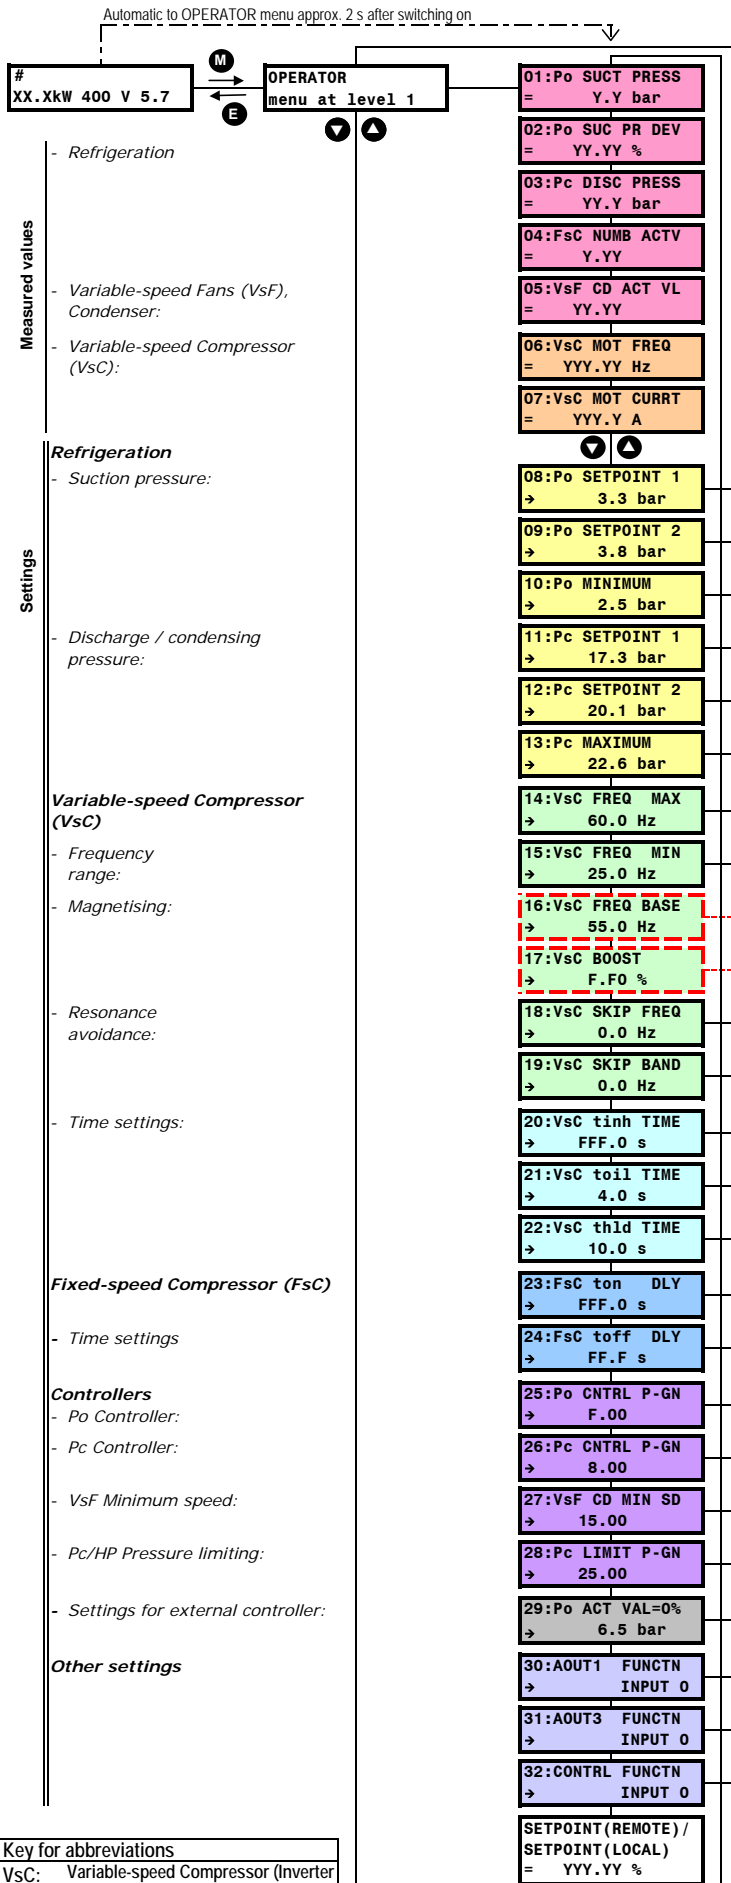 Automatic to OPERATOR menu approx. 2 s after switching on
#
XX.XkW 400 V 5.7
M
E
OPERATOR
menu at level 1
01:Po SUCT PRESS
= Y.Y bar
02:Po SUC PR DEV
= YY.YY %
03:Pc DISC PRESS
= YY.Y bar
04:FsC NUMB ACTV
= Y.YY
05:VsF CD ACT VL
= YY.YY
06:VsC MOT FREQ
= YYY.YY Hz
07:VsC MOT CURRT
= YYY.Y A
Measured values
- Refrigeration
- Variable-speed Fans (VsF),
Condenser:
- Variable-speed Compressor
(VsC):
Settings
Refrigeration
- Suction pressure:
08:Po SETPOINT 1
→ 3.3 bar
09:Po SETPOINT 2
→ 3.8 bar
10:Po MINIMUM
→ 2.5 bar
- Discharge / condensing
pressure:
11:Pc SETPOINT 1
→ 17.3 bar
12:Pc SETPOINT 2
→ 20.1 bar
13:Pc MAXIMUM
→ 22.6 bar
Variable-speed Compressor
(VsC)
14:VsC FREQ MAX
→ 60.0 Hz
- Frequency
range:
15:VsC FREQ MIN
→ 25.0 Hz
- Magnetising:
16:VsC FREQ BASE
→ 55.0 Hz
17:VsC BOOST
→ F.F0 %
- Resonance
avoidance:
18:VsC SKIP FREQ
→ 0.0 Hz
19:VsC SKIP BAND
→ 0.0 Hz
- Time settings:
20:VsC tinh TIME
→ FFF.0 s
21:VsC toil TIME
→ 4.0 s
22:VsC thld TIME
→ 10.0 s
Fixed-speed Compressor (FsC)
23:FsC ton DLY
→ FFF.0 s
- Time settings
24:FsC toff DLY
→ FF.F s
Controllers
- Po Controller:
25:Po CNTRL P-GN
→ F.00
- Pc Controller:
26:Pc CNTRL P-GN
→ 8.00
- VsF Minimum speed:
27:VsF CD MIN SD
→ 15.00
- Pc/HP Pressure limiting:
28:Pc LIMIT P-GN
→ 25.00
- Settings for external controller:
29:Po ACT VAL=0%
→ 6.5 bar
Other settings
30:AOUT1 FUNCTN
→ INPUT 0
31:AOUT3 FUNCTN
→ INPUT 0
32:CONTRL FUNCTN
→ INPUT 0
SETPOINT(REMOTE)/
SETPOINT(LOCAL)
= YYY.YY %
Key for abbreviations
VsC: Variable-speed Compressor (Inverter